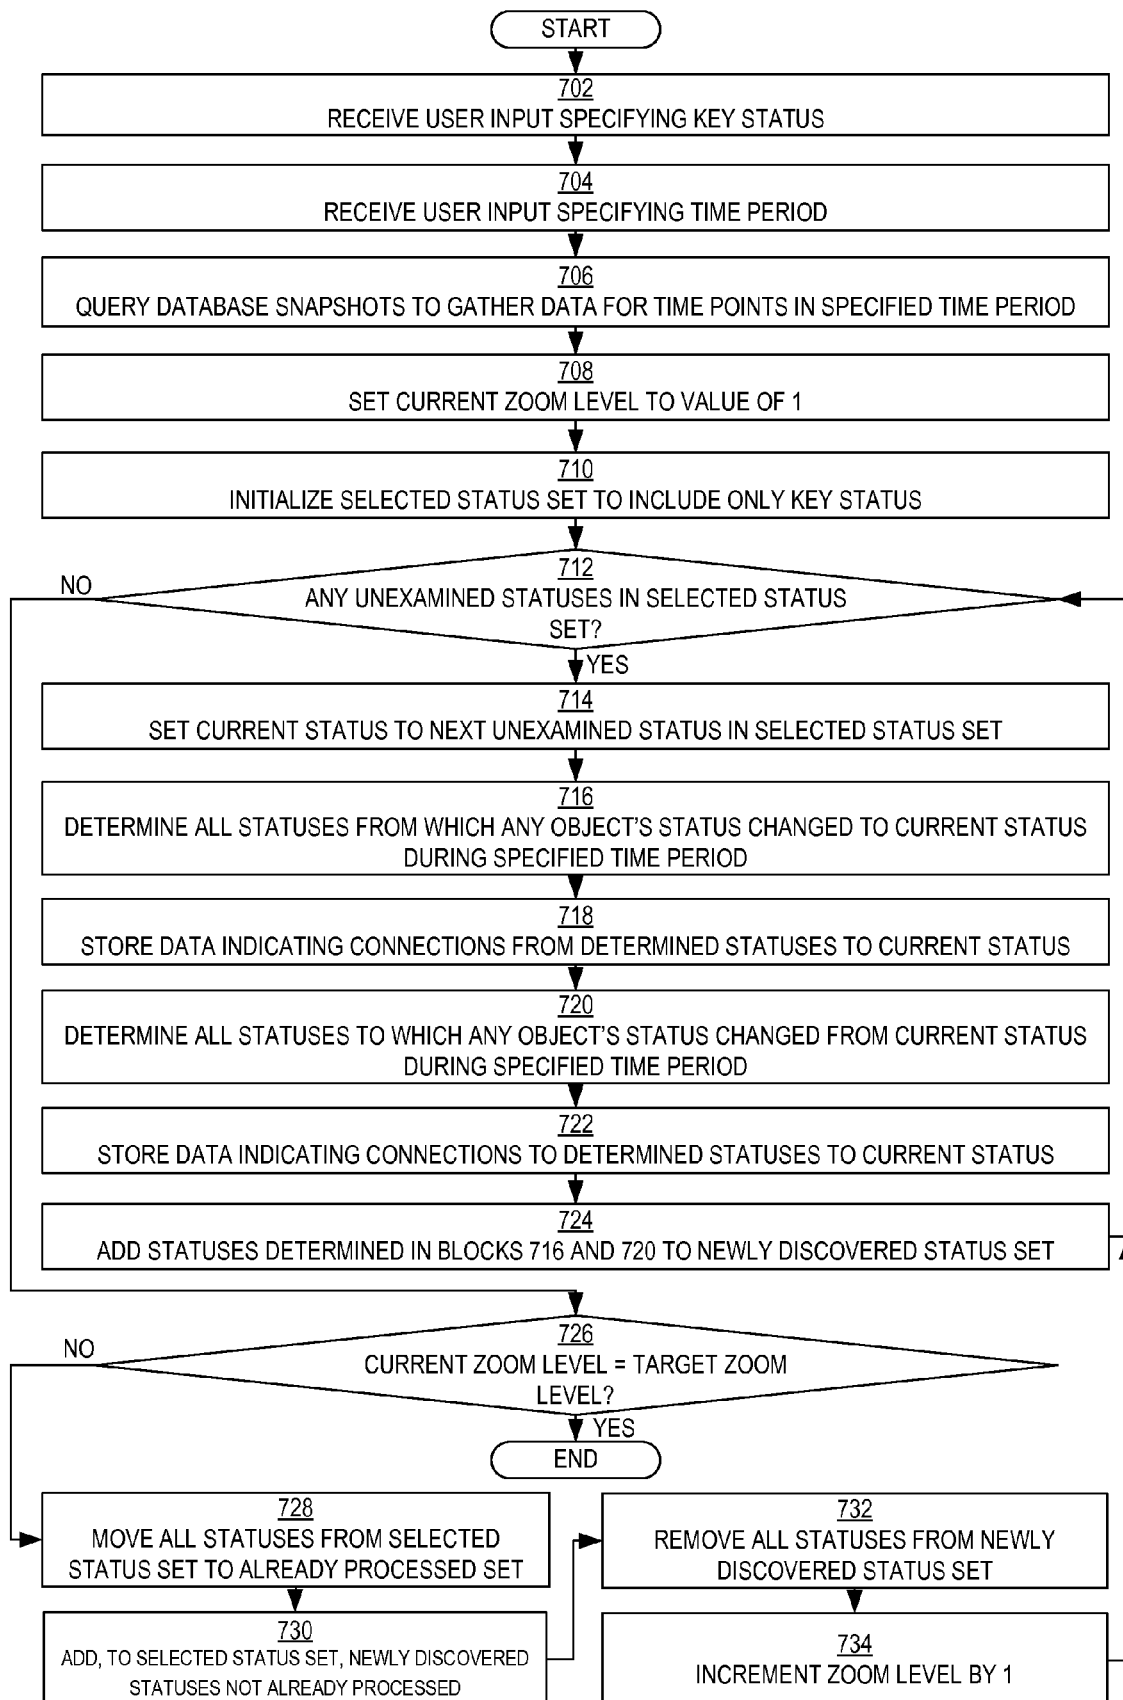 START
702
RECEIVE USER INPUT SPECIFYING KEY STATUS
704
RECEIVE USER INPUT SPECIFYING TIME PERIOD
706
QUERY DATABASE SNAPSHOTS TO GATHER DATA FOR TIME POINTS IN SPECIFIED TIME PERIOD
708
SET CURRENT ZOOM LEVEL TO VALUE OF 1
710
INITIALIZE SELECTED STATUS SET TO INCLUDE ONLY KEY STATUS
712
NO
ANY UNEXAMINED STATUSES IN SELECTED STATUS
SET?
YES
714
SET CURRENT STATUS TO NEXT UNEXAMINED STATUS IN SELECTED STATUS SET
716
DETERMINE ALL STATUSES FROM WHICH ANY OBJECT'S STATUS CHANGED TO CURRENT STATUS
DURING SPECIFIED TIME PERIOD
718
STORE DATA INDICATING CONNECTIONS FROM DETERMINED STATUSES TO CURRENT STATUS
720
DETERMINE ALL STATUSES TO WHICH ANY OBJECT'S STATUS CHANGED FROM CURRENT STATUS
DURING SPECIFIED TIME PERIOD
722
STORE DATA INDICATING CONNECTIONS TO DETERMINED STATUSES TO CURRENT STATUS
724
ADD STATUSES DETERMINED IN BLOCKS 716 AND 720 TO NEWLY DISCOVERED STATUS SET
726
NO
CURRENT ZOOM LEVEL = TARGET ZOOM
LEVEL?
YES
END
728
MOVE ALL STATUSES FROM SELECTED
STATUS SET TO ALREADY PROCESSED SET
730
ADD, TO SELECTED STATUS SET, NEWLY DISCOVERED
STATUSES NOT ALREADY PROCESSED
732
REMOVE ALL STATUSES FROM NEWLY
DISCOVERED STATUS SET
734
INCREMENT ZOOM LEVEL BY 1